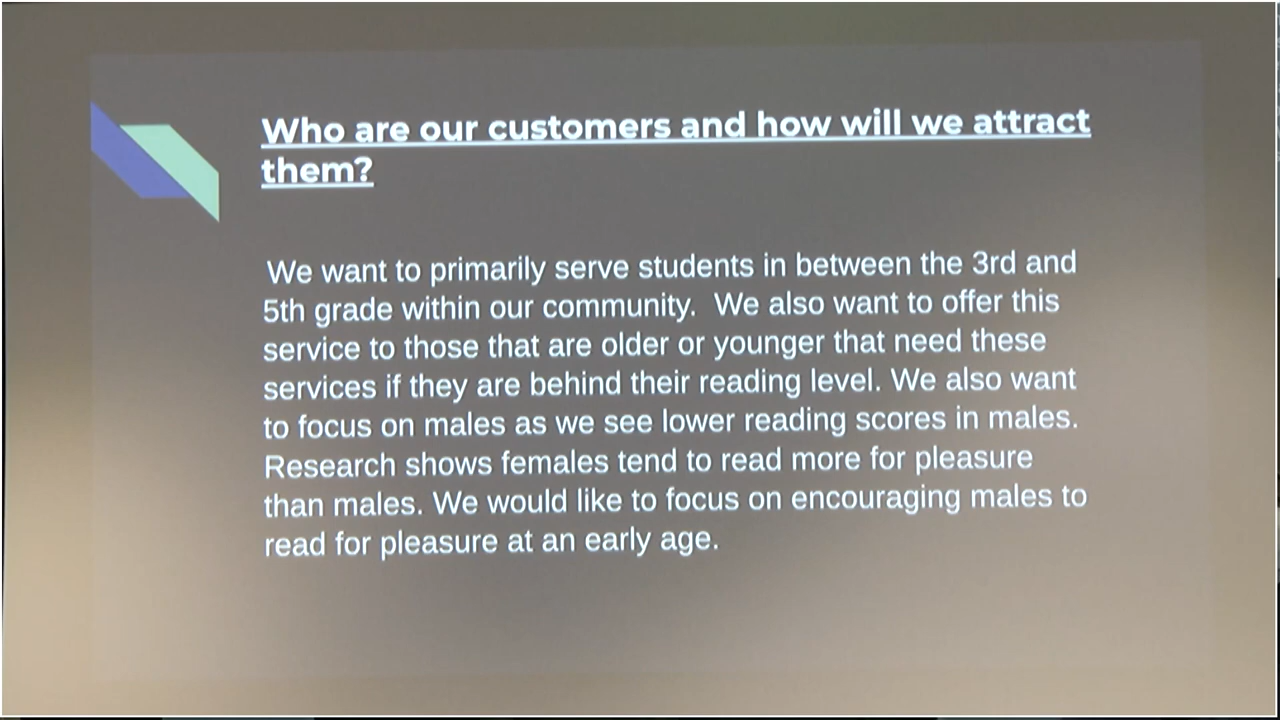 Who are our customers and how will we attract
them?
We want to primarily serve students in between the 3rd and
5th grade within our community.  We also want to offer this
service to those that are older or younger that need these
services if they are behind their reading level. We also want
to focus on males as we see lower reading scores in males.
Research shows females tend to read more for pleasure
than males. We would like to focus on encouraging males to
read for pleasure at an early age.